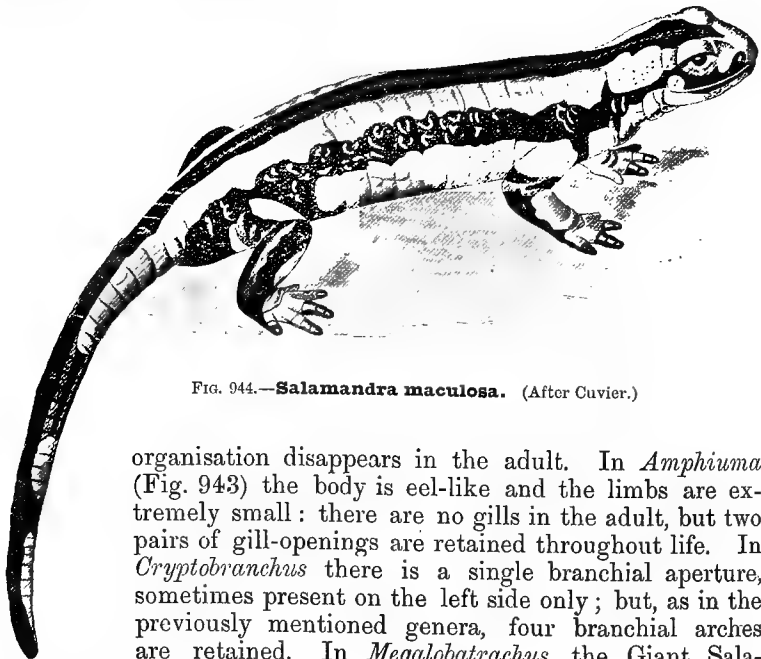 FIG. 944.—Salamandra maculosa. (After Cuvier.)
organisation disappears in the adult. In Amphiuma
(Fig. 943) the body is eel-like and the limbs are ex-
tremely small: there are no gills in the adult, but two
pairs of gill-openings are retained throughout life. In
Cryptobranchus there is a single branchial aperture,
sometimes present on the left side only; but, as in the
previously mentioned genera, four branchial arches
are retained. In Megalobatrachus, the Giant Sala-